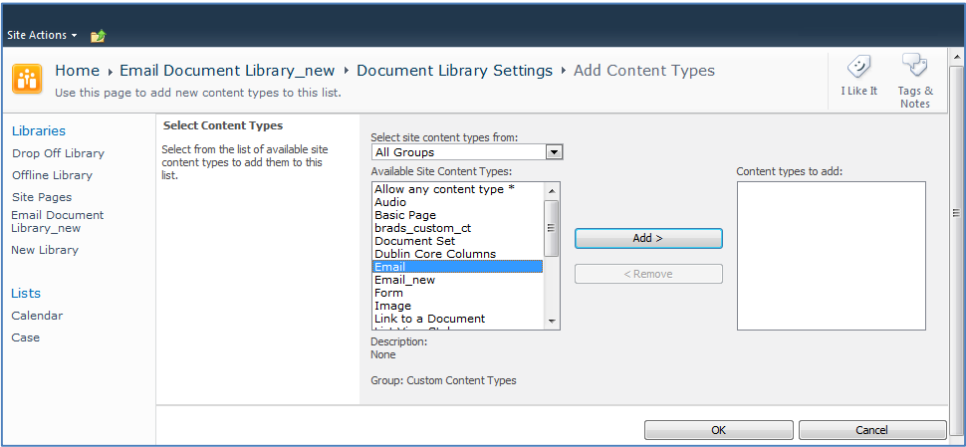 Site Actions
Home ▸ Email Document Library_new ▸ Document Library Settings ▸ Add Content Types
Use this page to add new content types to this list.
I Like It
Tags &
Notes
Libraries
Drop Off Library
Offline Library
Site Pages
Email Document
Library_new
New Library
Lists
Calendar
Case
Select Content Types
Select from the list of available site
content types to add them to this
list.
Select site content types from:
All Groups
Available Site Content Types:
Allow any content type *
Audio
Basic Page
brads_custom_ct
Document Set
Dublin Core Columns
Email
Email_new
Form
Image
Link to a Document
Description:
None
Group: Custom Content Types
Add >
< Remove
Content types to add:
OK
Cancel